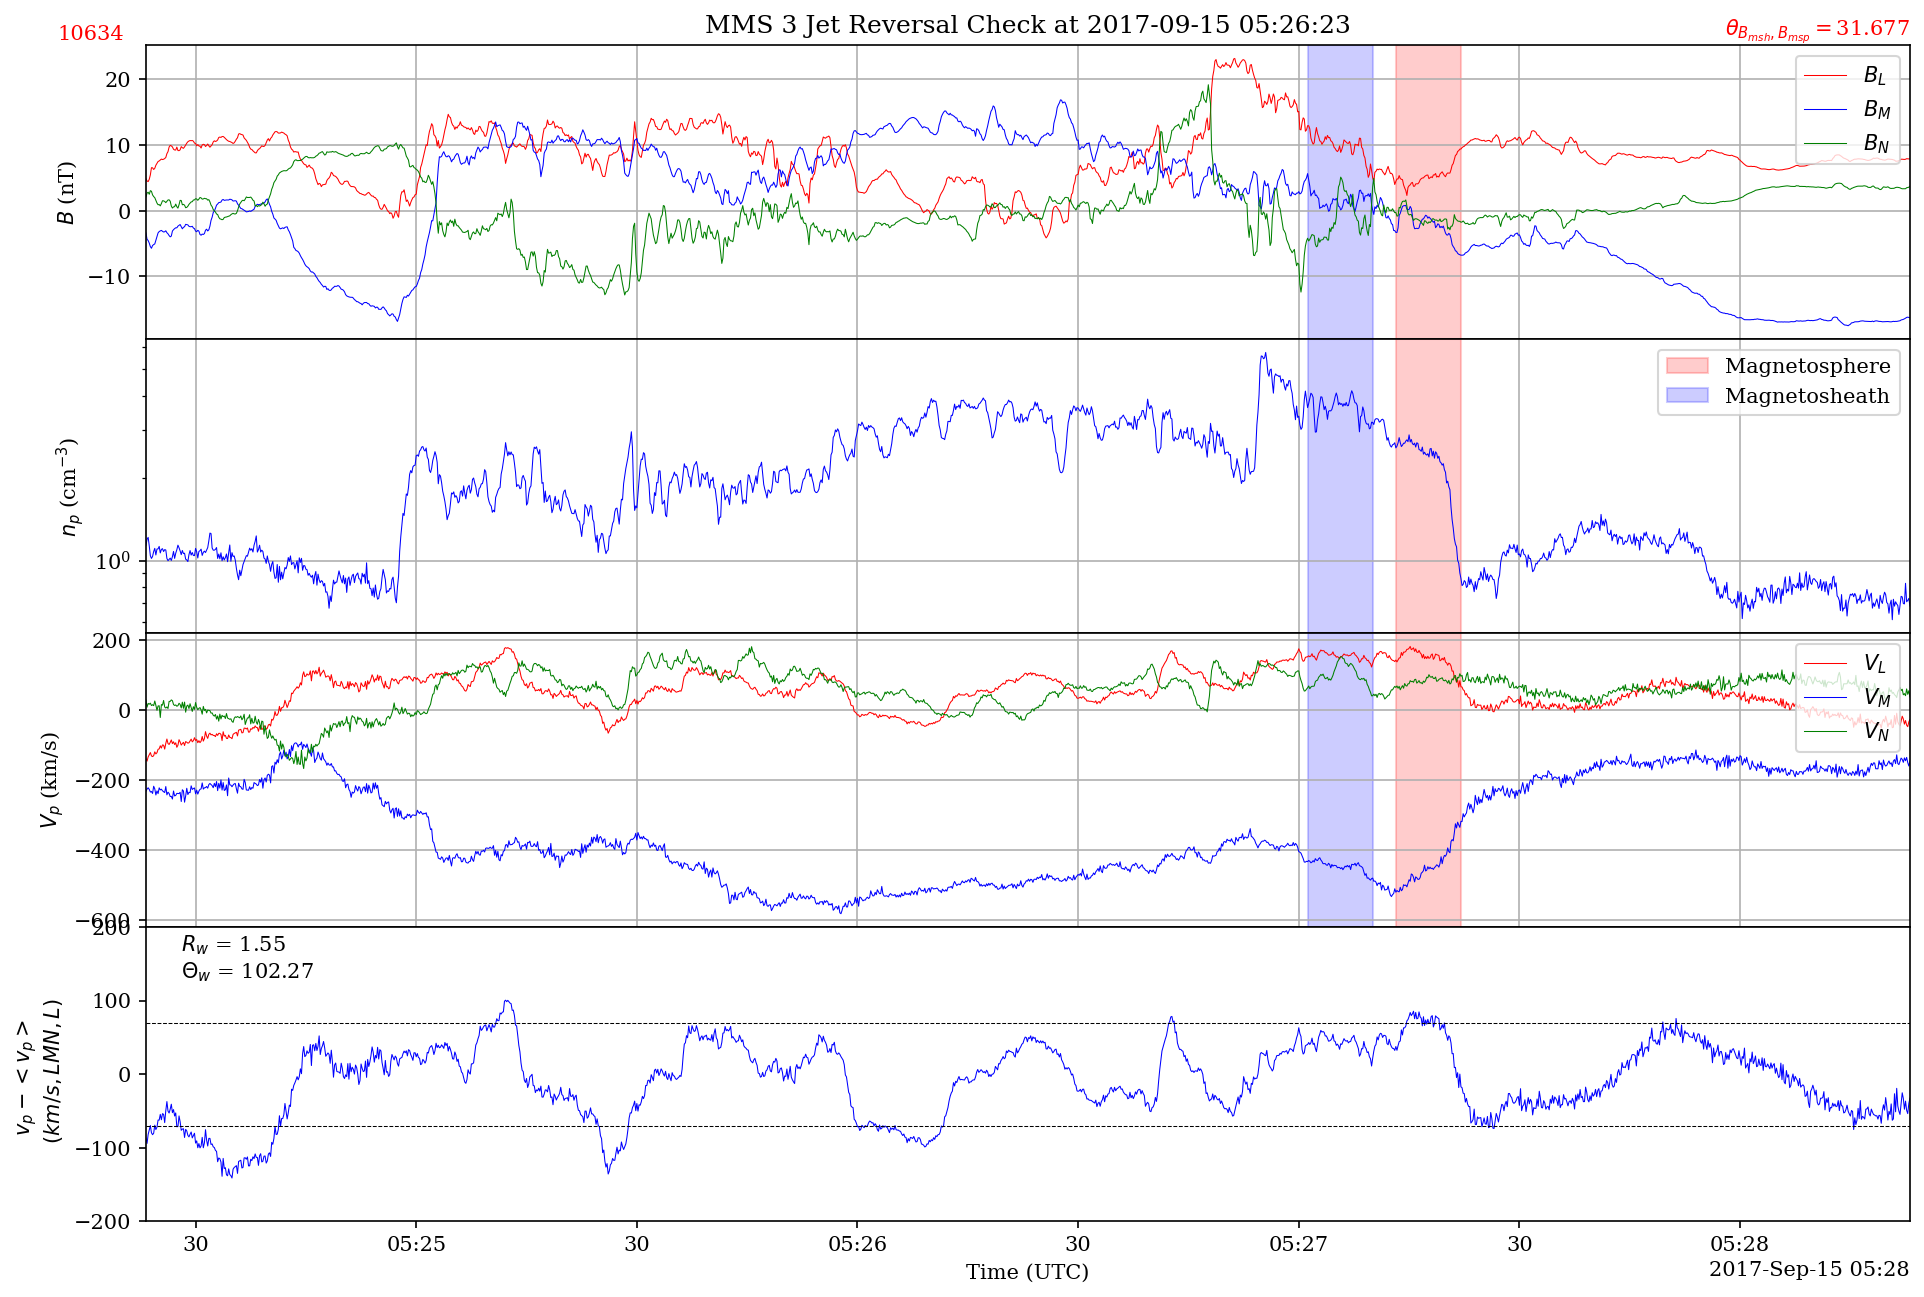 10634
MMS 3 Jet Reversal Check at 2017-09-15 05:26:23
θ_{B_{msh}, B_{msp}} = 31.677
20
10
0
−10
B (nT)
B_L
B_M
B_N
10⁰
n_p (cm⁻³)
Magnetosphere
Magnetosheath
200
0
−200
−400
−600
V_p (km/s)
V_L
V_M
V_N
200
100
0
−100
−200
v_p − < v_p >
(km/s, LMN, L)
R_w = 1.55
Θ_w = 102.27
30
05:25
30
05:26
30
05:27
30
05:28
Time (UTC)
2017-Sep-15 05:28